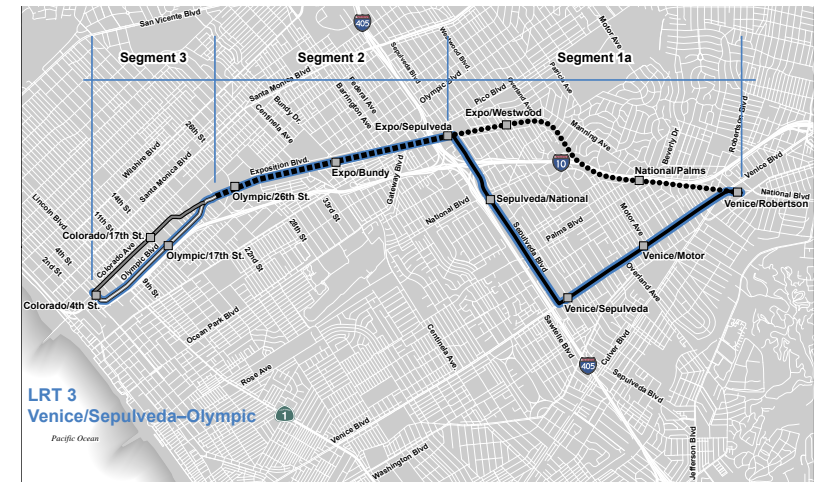 San Vicente Blvd
405
Motor Ave
Segment 3
Segment 2
Segment 1a
Sepulveda Blvd
Westwood Blvd
Santa Monica Blvd
Olympic Blvd
Pico Blvd
Overland Ave
Patricia Ave
Federal Ave
Barrington Ave
Bundy Dr.
Centinela Ave
26th St
Expo/Westwood
Expo/Sepulveda
Manning Ave
Beverly Dr
Robertson Blvd
Wilshire Blvd
Santa Monica Blvd
Exposition Blvd.
Expo/Bundy
Gateway Blvd
10
National/Palms
Venice Blvd
National Blvd
Venice/Robertson
14th St
11th St
Lincoln Blvd
4th St
2nd St
Olympic/26th St.
33rd St
28th St
22nd St
National Blvd
Sepulveda/National
Palms Blvd
Motor Ave
Colorado/17th St.
Colorado Ave
Olympic Blvd
Olympic/17th St.
Sepulveda Blvd
Venice/Motor
Overland Ave
9th St
Colorado/4th St.
Venice/Sepulveda
Ocean Park Blvd
Centinela Ave
Sawtelle Blvd
Culver Blvd
405
Sepulveda Blvd
Rose Ave
LRT 3
Venice/Sepulveda–Olympic
1
Pacific Ocean
Venice Blvd
Washington Blvd
Jefferson Blvd